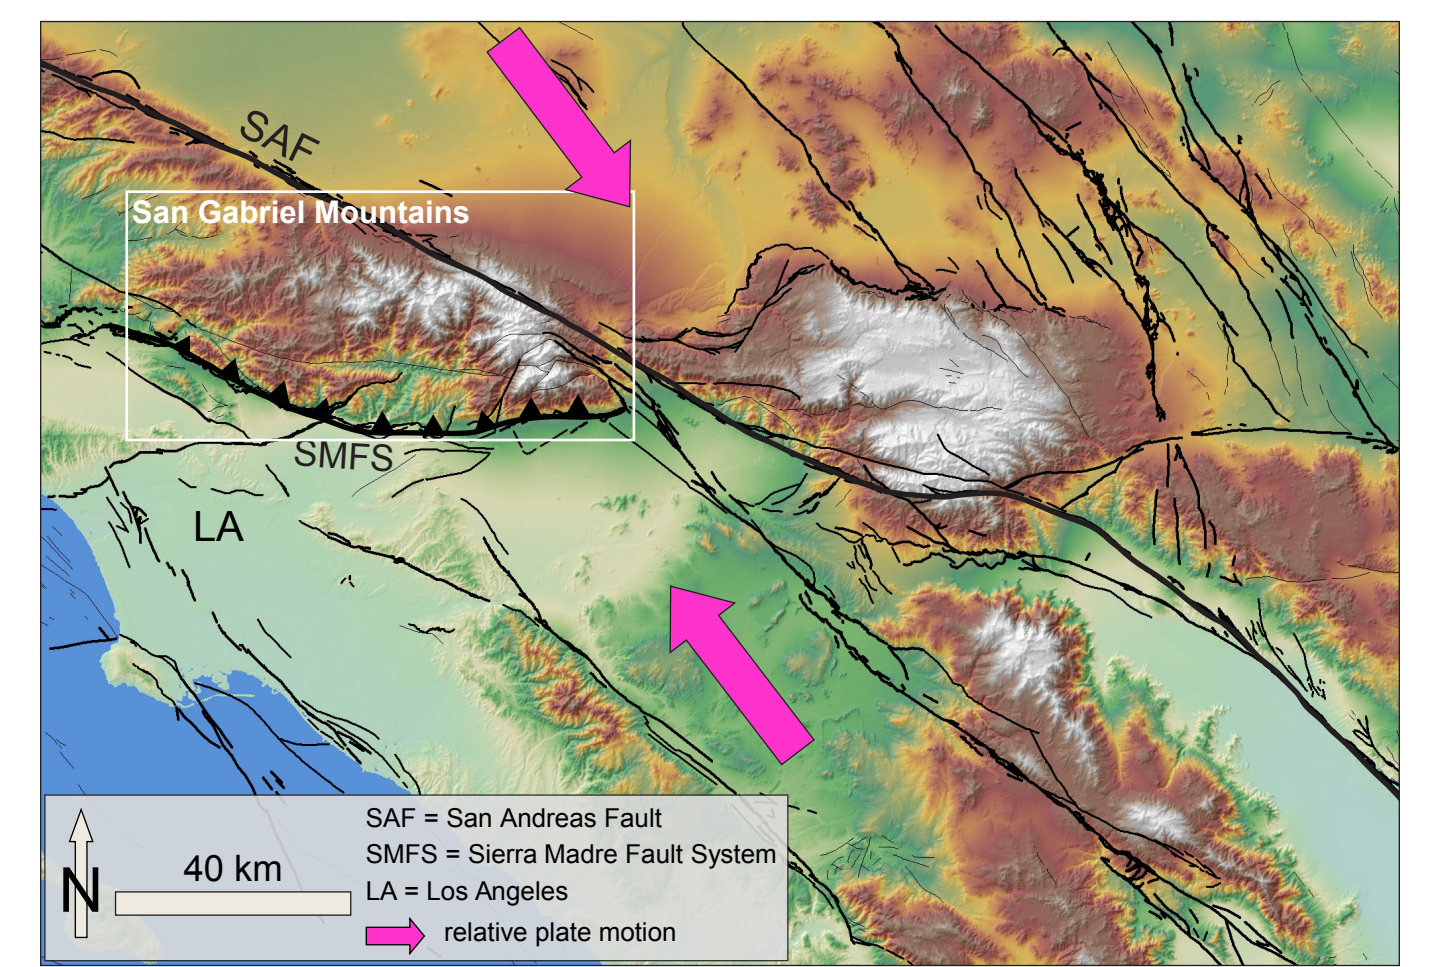 SAF
San Gabriel Mountains
SMFS
LA
N
40 km
SAF = San Andreas Fault
SMFS = Sierra Madre Fault System
LA = Los Angeles
relative plate motion